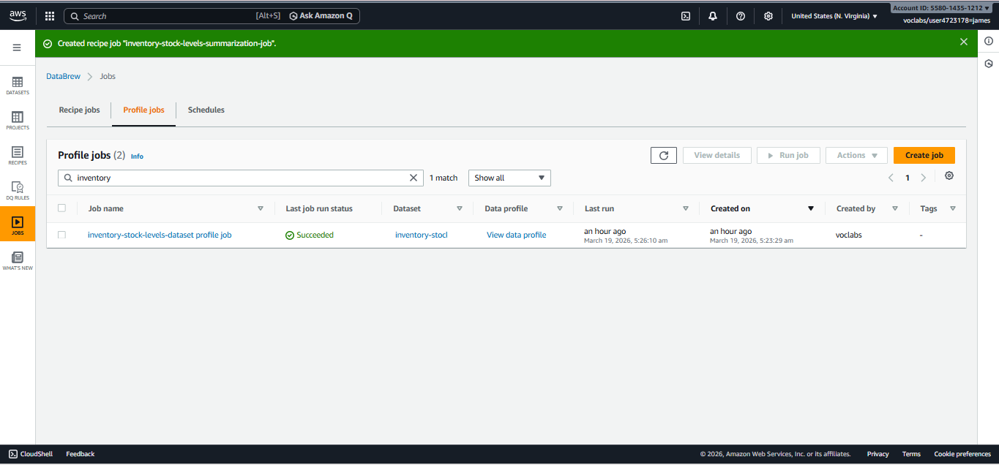 aws
Search [Alt+S] Ask Amazon Q
United States (N. Virginia)
Account ID: 5580-1435-1212
voclabs/user4723178=james
Created recipe job "inventory-stock-levels-summarization-job".
DATASETS
PROJECTS
RECIPES
DQ RULES
JOBS
WHAT'S NEW
DataBrew Jobs
Recipe jobs Profile jobs Schedules
Profile jobs (2) Info
View details Run job Actions Create job
inventory 1 match Show all 1
Job name Last job run status Dataset Data profile Last run Created on Created by Tags
inventory-stock-levels-dataset profile job Succeeded inventory-stocl View data profile an hour ago an hour ago voclabs -
March 19, 2026, 5:26:10 am March 19, 2026, 5:23:29 am
CloudShell Feedback © 2026, Amazon Web Services, Inc. or its affiliates. Privacy Terms Cookie preferences